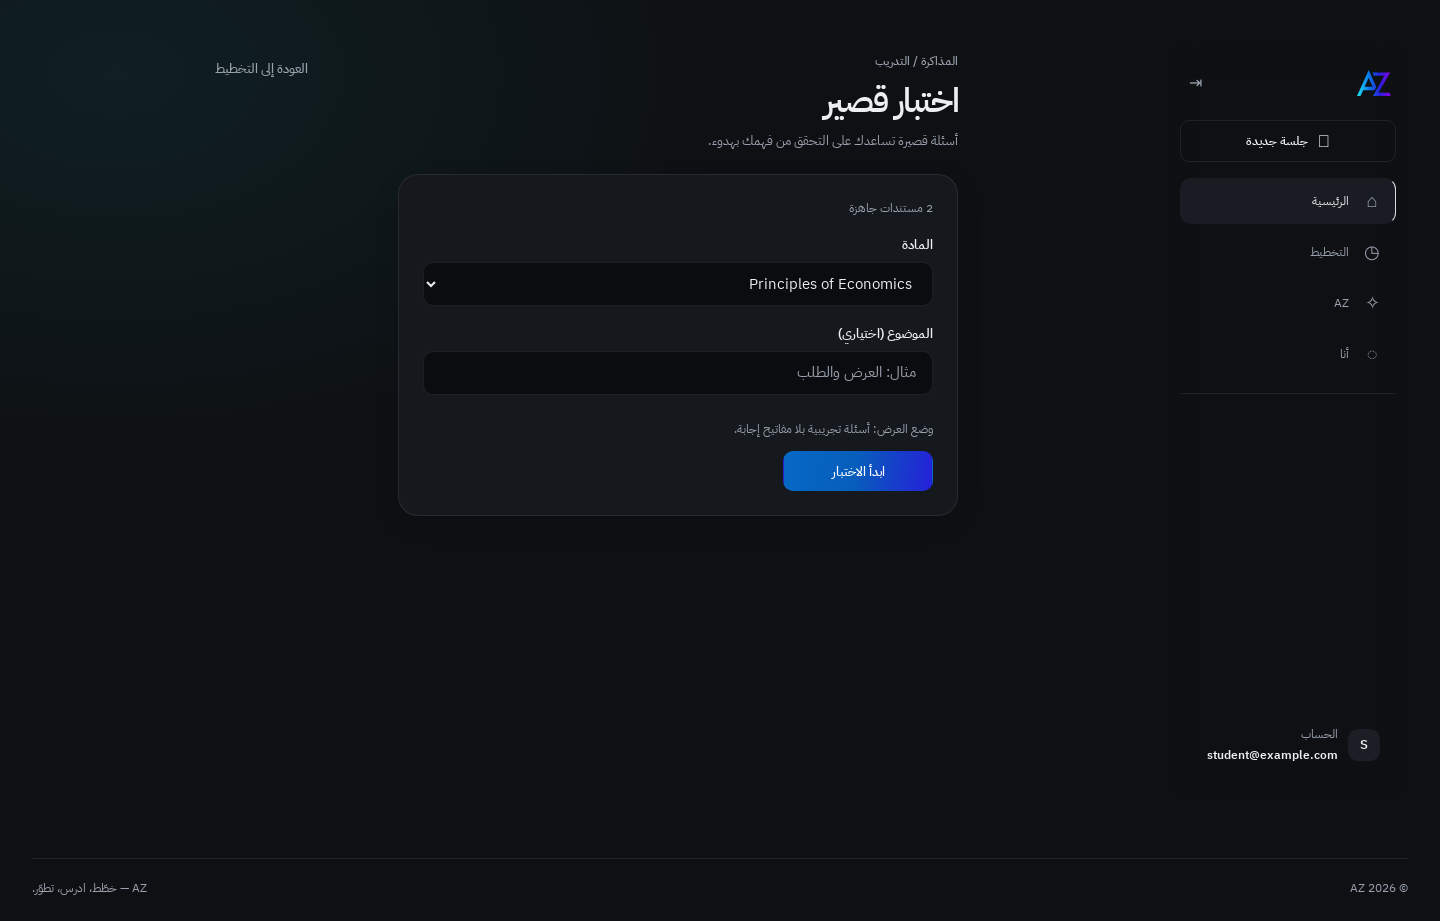 AZ
جلسة جديدة
الرئيسية
التخطيط
AZ
أنا
الحساب
S
student@example.com
المذاكرة / التدريب
العودة إلى التخطيط
اختبار قصير
أسئلة قصيرة تساعدك على التحقق من فهمك بهدوء.
2 مستندات جاهزة
المادة
Principles of Economics
الموضوع (اختياري)
مثال: العرض والطلب
وضع العرض: أسئلة تجريبية بلا مفاتيح إجابة.
ابدأ الاختبار
© 2026 AZ
AZ — خطّط، ادرس، تطوّر.